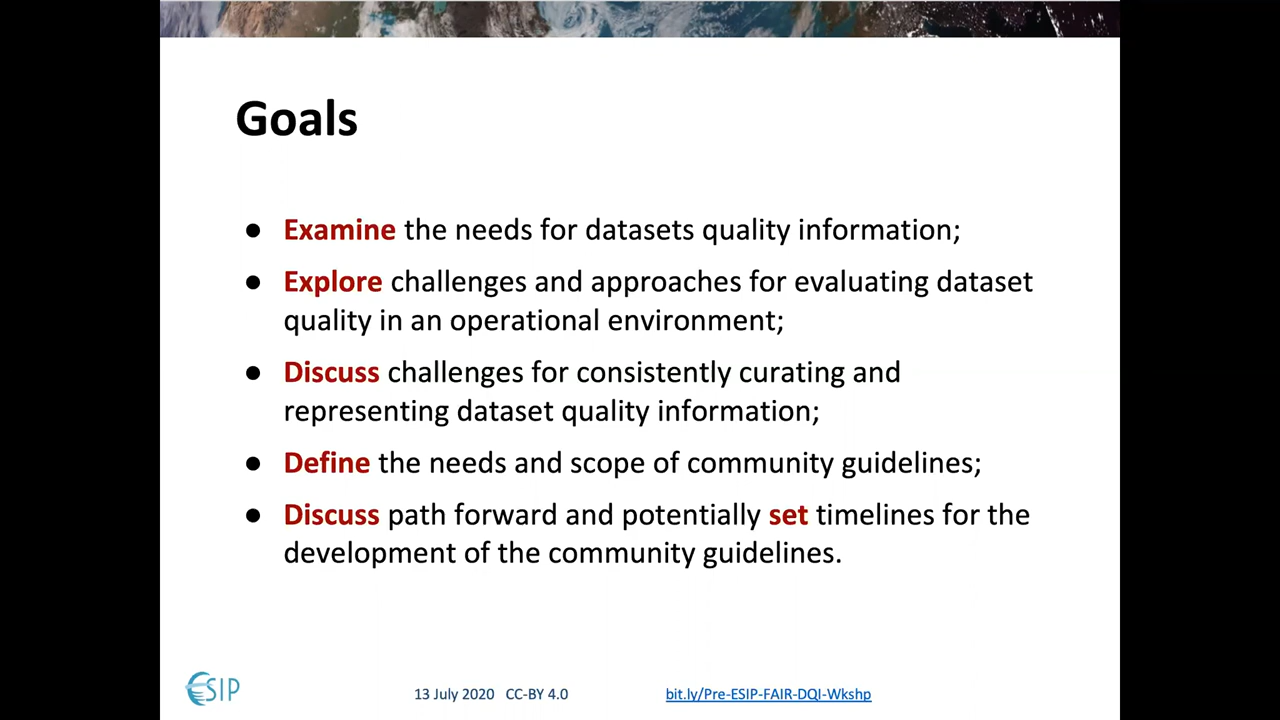 Goals
● Examine the needs for datasets quality information;
● Explore challenges and approaches for evaluating dataset
quality in an operational environment;
● Discuss challenges for consistently curating and
representing dataset quality information;
● Define the needs and scope of community guidelines;
● Discuss path forward and potentially set timelines for the
development of the community guidelines.
ESIP
13 July 2020 CC-BY 4.0
bit.ly/Pre-ESIP-FAIR-DQI-Wkshp